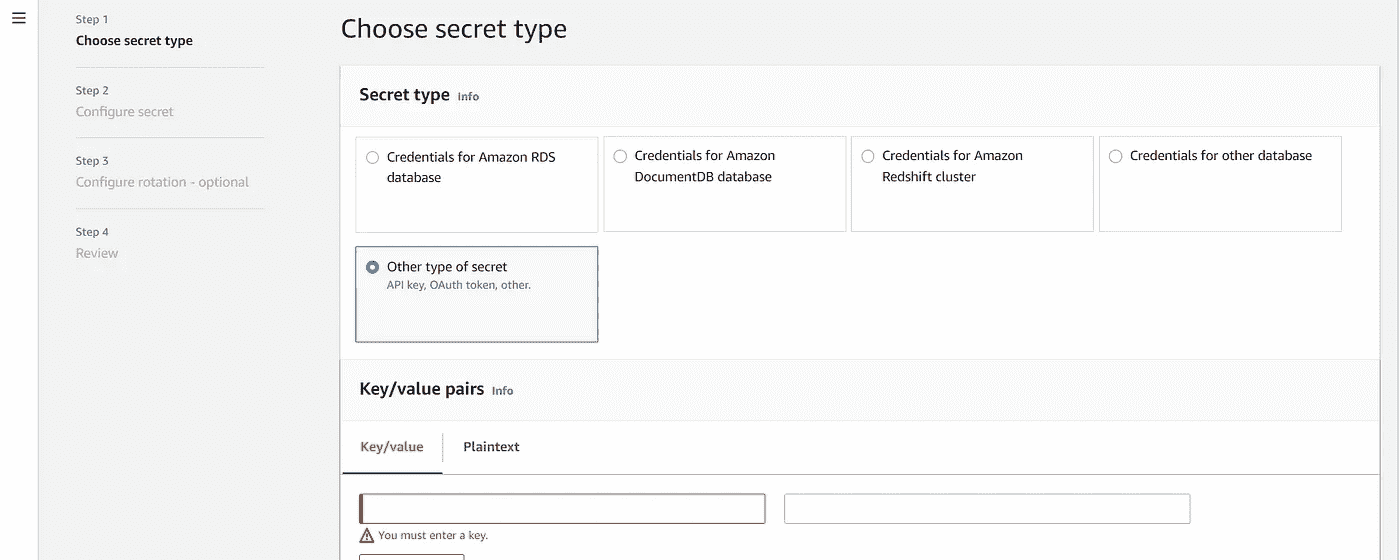 Step 1
Choose secret type
Step 2
Configure secret
Step 3
Configure rotation - optional
Step 4
Review
Choose secret type
Secret type Info
Credentials for Amazon RDS
database
Credentials for Amazon
DocumentDB database
Credentials for Amazon
Redshift cluster
Credentials for other database
Other type of secret
API key, OAuth token, other.
Key/value pairs Info
Key/value
Plaintext
You must enter a key.